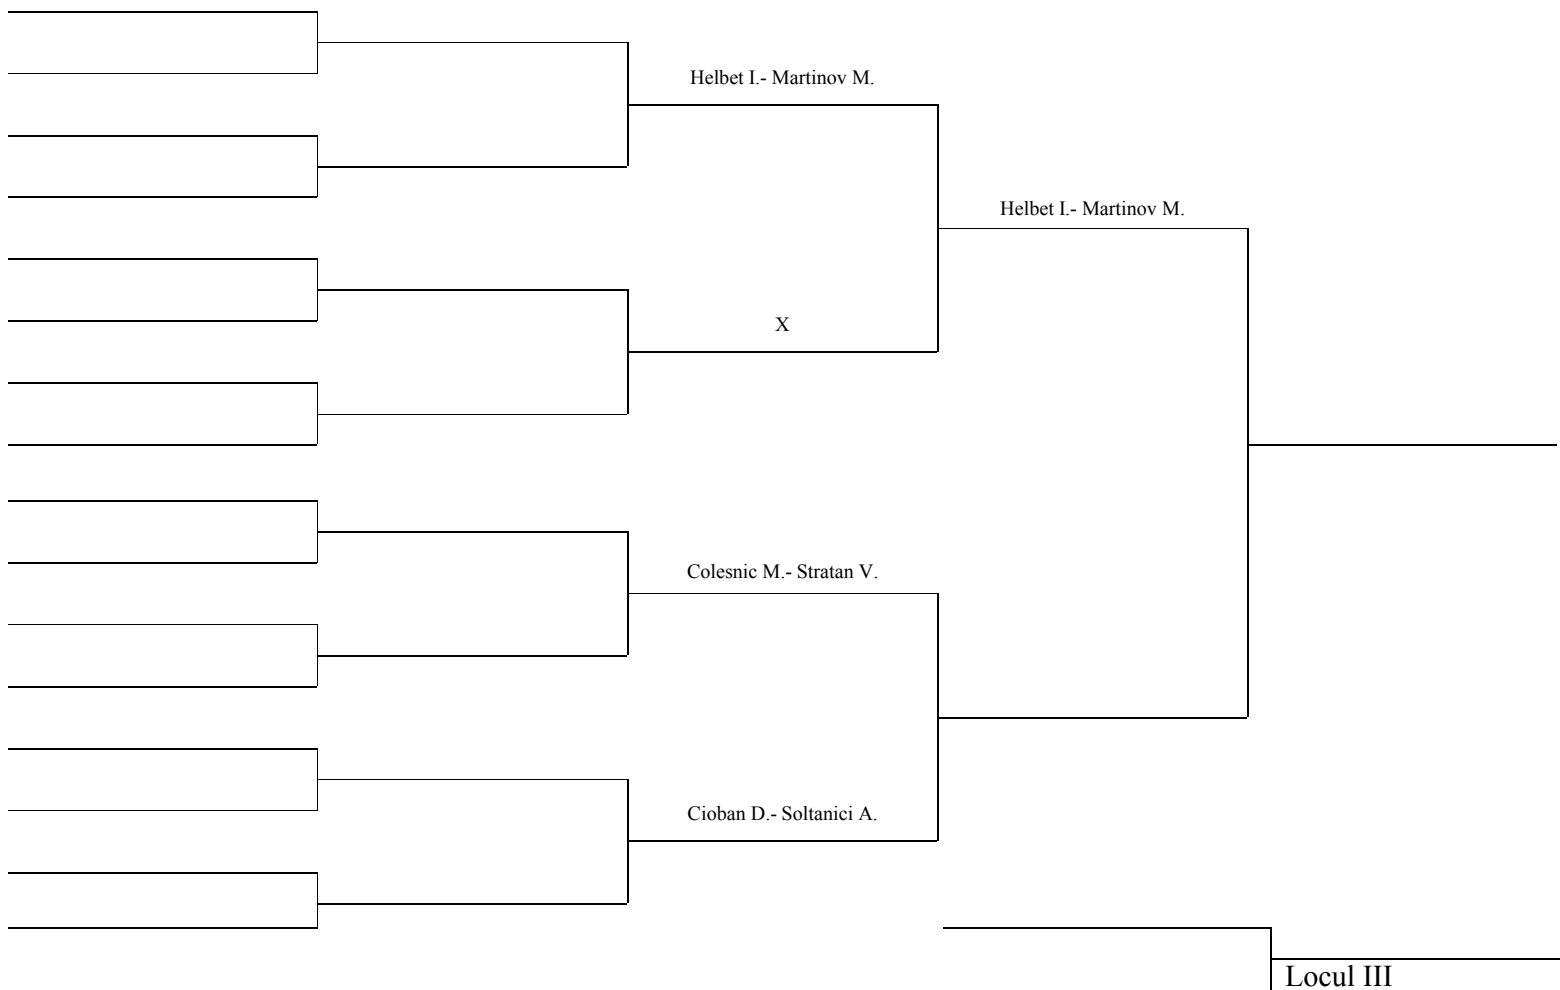 Helbet I.- Martinov M.
Helbet I.- Martinov M.
X
Colesnic M.- Stratan V.
Cioban D.- Soltanici A.
Locul III